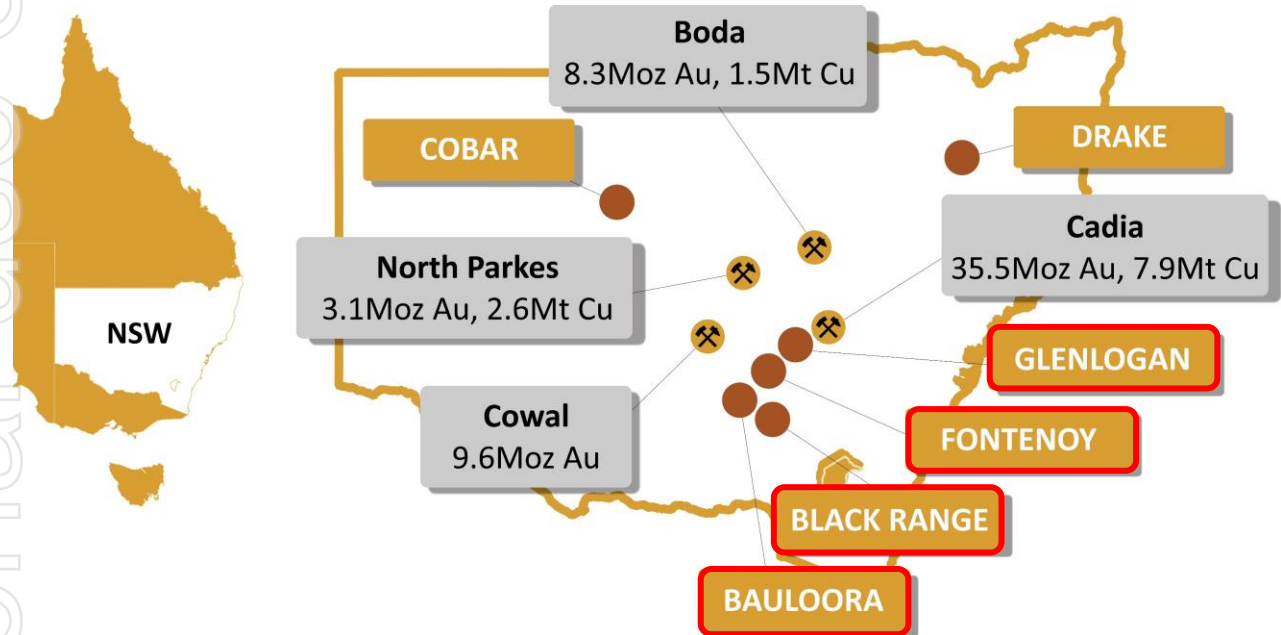 Boda
8.3Moz Au, 1.5Mt Cu
COBAR
DRAKE
Cadia
35.5Moz Au, 7.9Mt Cu
North Parkes
3.1Moz Au, 2.6Mt Cu
NSW
GLENLOGAN
Cowal
9.6Moz Au
FONTENOY
BLACK RANGE
BAULOORA